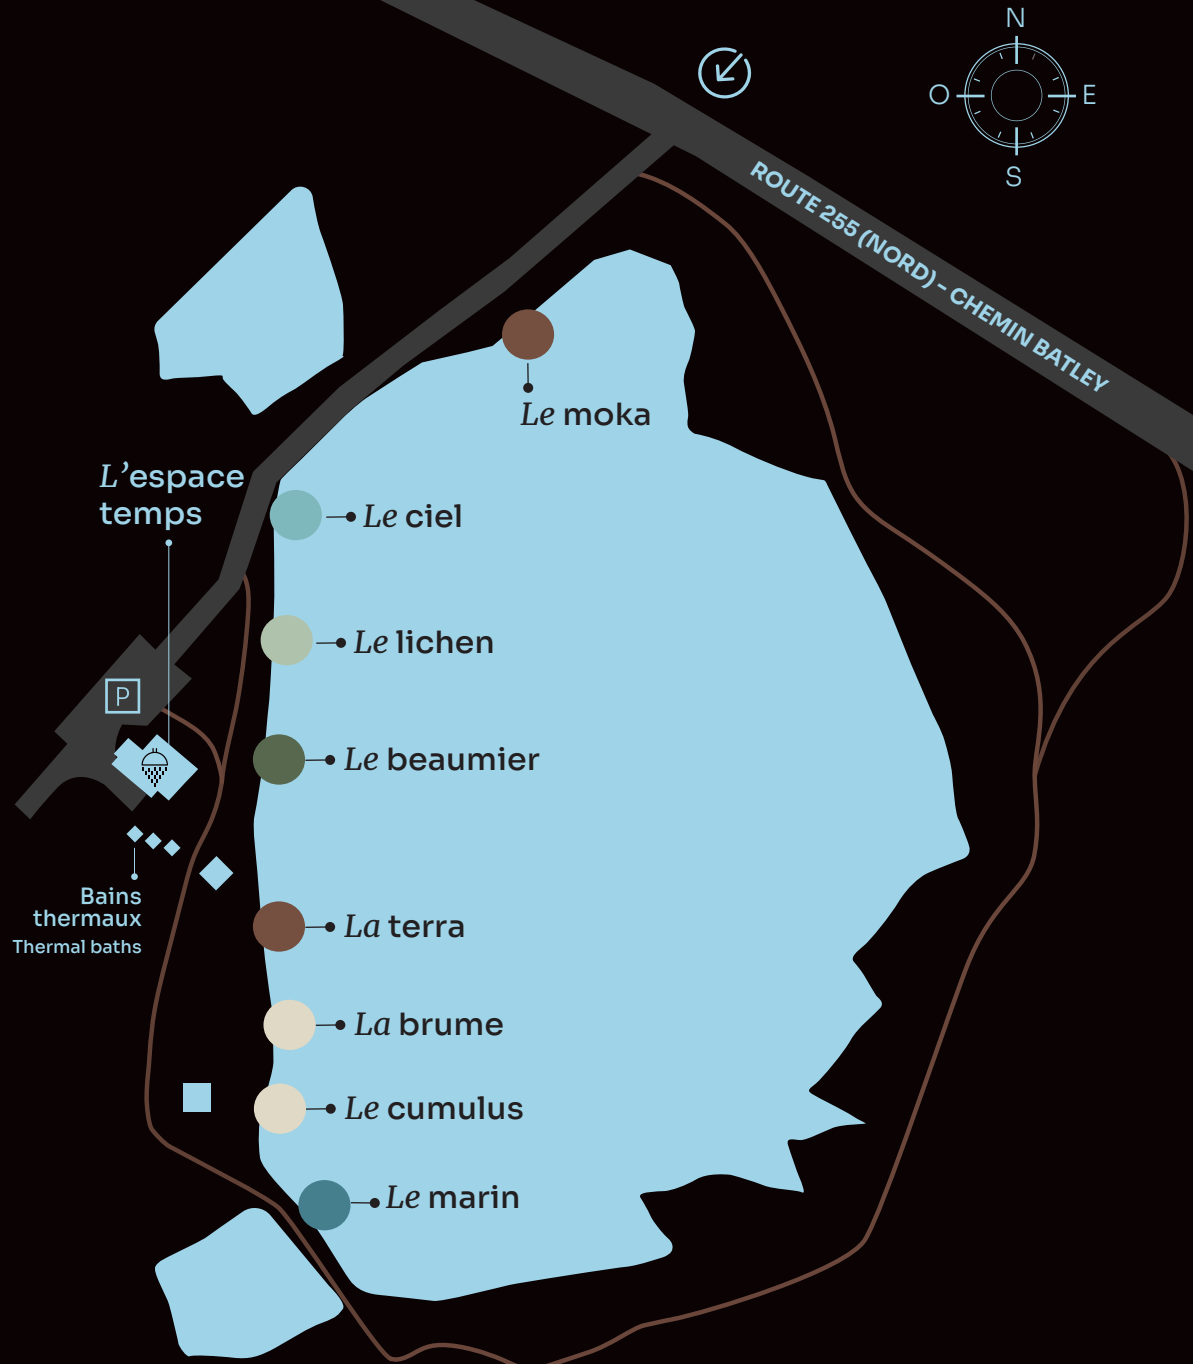 N
O E
S
ROUTE 255 (NORD) - CHEMIN BATLEY
Le moka
L’espace
temps
Le ciel
Le lichen
P
Le beaumier
Bains
thermaux
Thermal baths
La terra
La brume
Le cumulus
Le marin